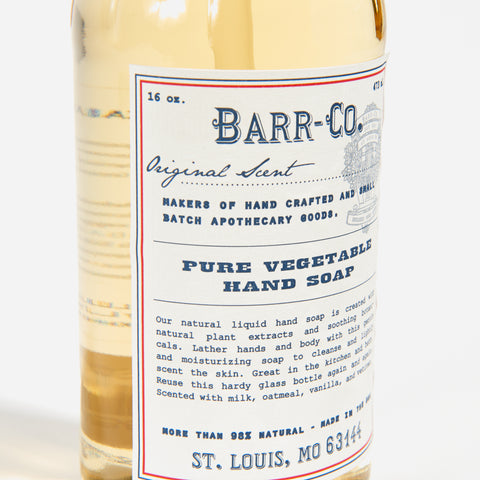 16 oz.
473
BARR-CO.
Original Scent
MAKERS OF HAND CRAFTED AND SMALL
BATCH APOTHECARY GOODS.
PURE VEGETABLE
HAND SOAP
Our natural liquid hand soap is created with
natural plant extracts and soothing
cals. Lather hands and body with this
and moisturizing soap to cleanse and
scent the skin. Great in the kitchen and
Reuse this hardy glass bottle again and
Scented with milk, oatmeal, vanilla, and
MORE THAN 98% NATURAL - MADE IN THE
ST. LOUIS, MO 63144